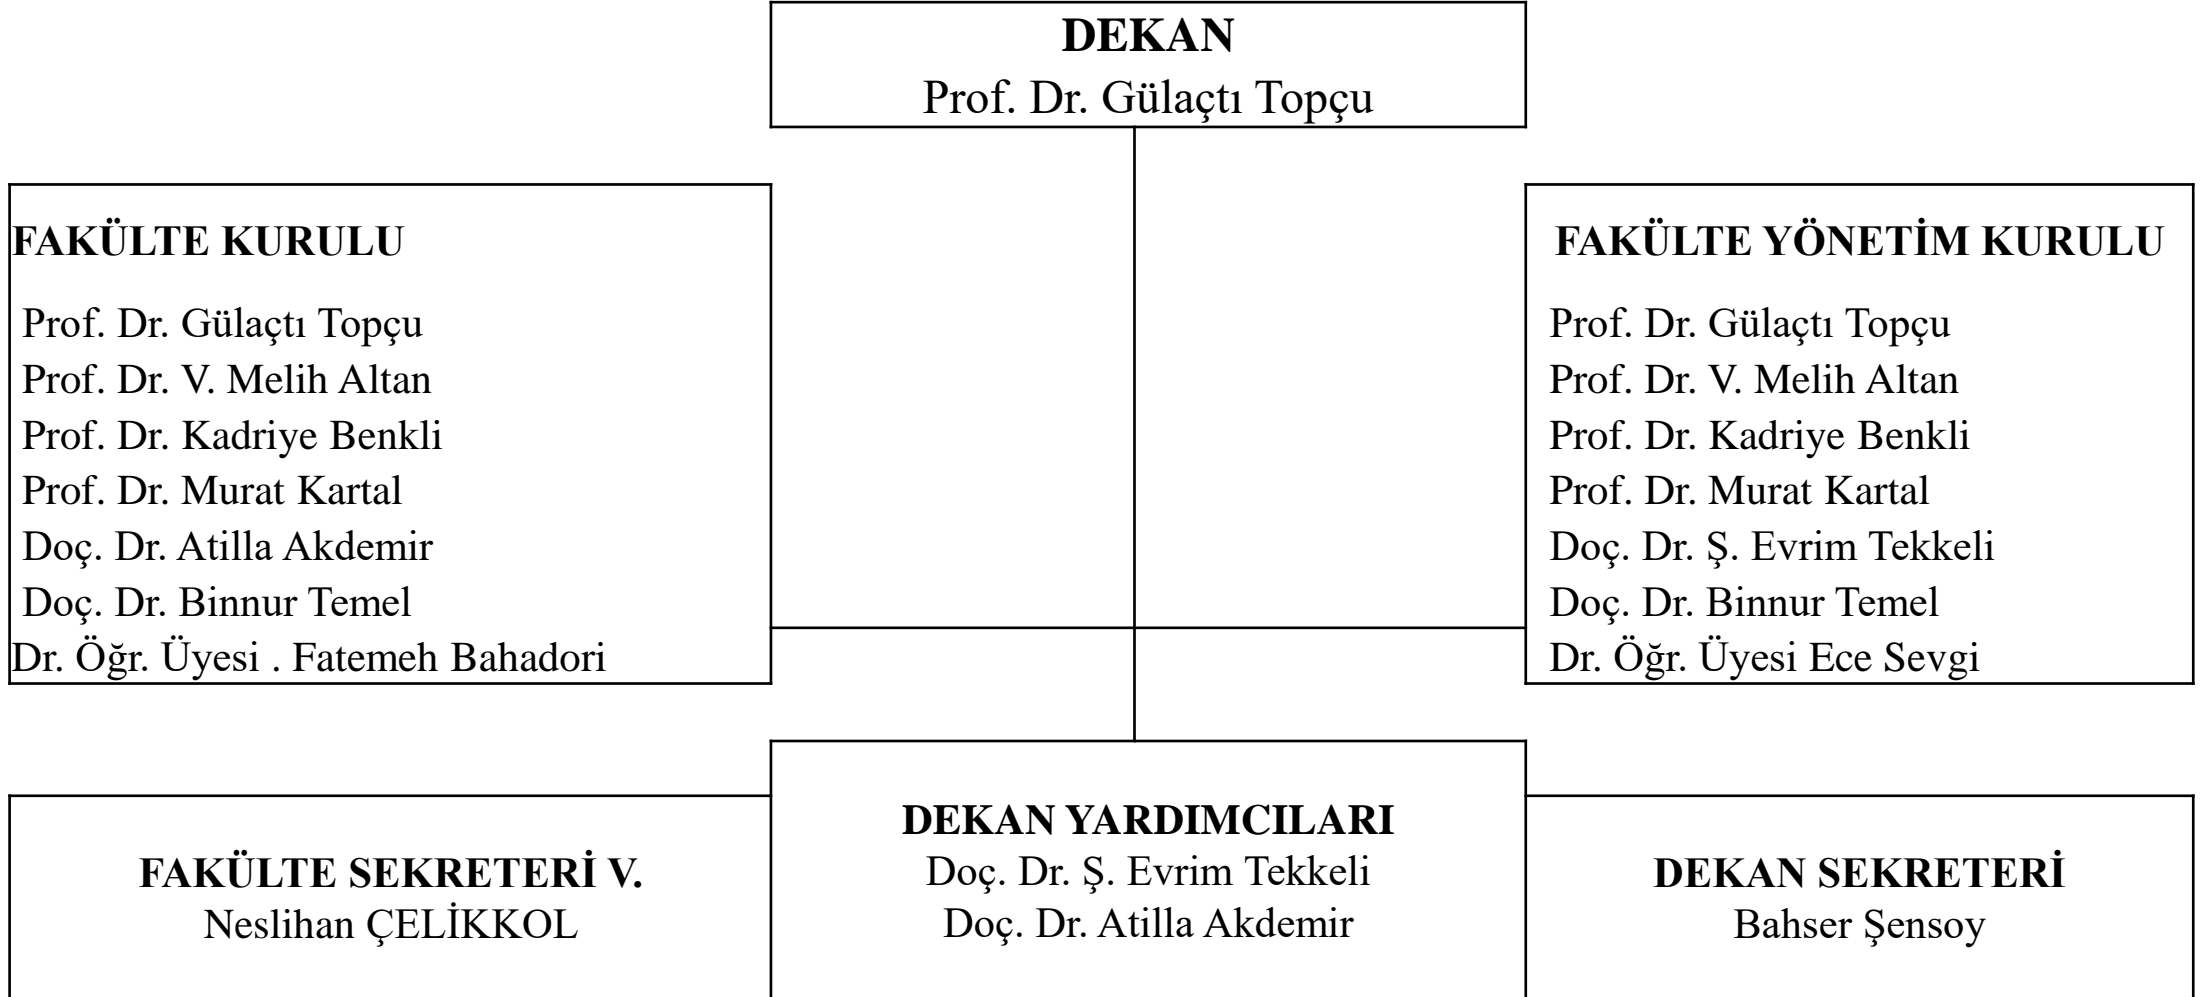 DEKAN
Prof. Dr. Gülaçtı Topçu
FAKÜLTE KURULU
Prof. Dr. Gülaçtı Topçu
Prof. Dr. V. Melih Altan
Prof. Dr. Kadriye Benkli
Prof. Dr. Murat Kartal
Doç. Dr. Atilla Akdemir
Doç. Dr. Binnur Temel
Dr. Öğr. Üyesi . Fatemeh Bahadori
FAKÜLTE YÖNETİM KURULU
Prof. Dr. Gülaçtı Topçu
Prof. Dr. V. Melih Altan
Prof. Dr. Kadriye Benkli
Prof. Dr. Murat Kartal
Doç. Dr. Ş. Evrim Tekkeli
Doç. Dr. Binnur Temel
Dr. Öğr. Üyesi Ece Sevgi
FAKÜLTE SEKRETERİ V.
Neslihan ÇELİKKOL
DEKAN YARDIMCILARI
Doç. Dr. Ş. Evrim Tekkeli
Doç. Dr. Atilla Akdemir
DEKAN SEKRETERİ
Bahser Şensoy